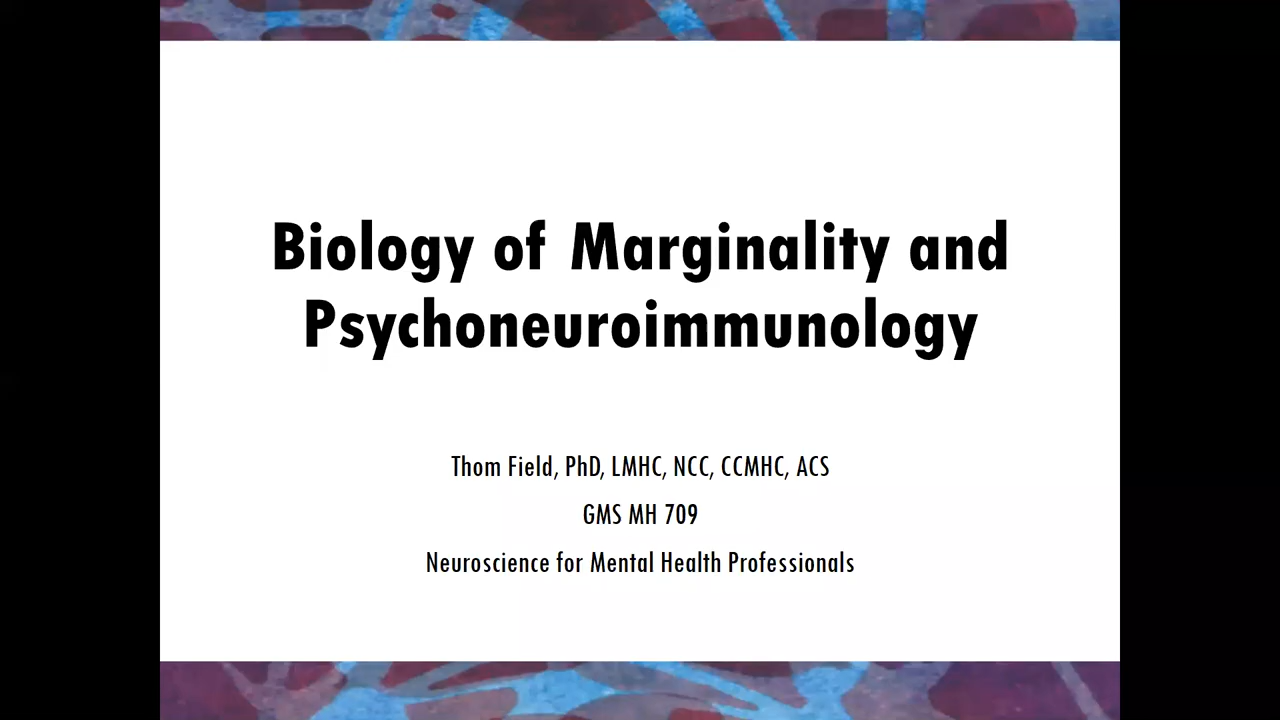 Biology of Marginality and
Psychoneuroimmunology
Thom Field, PhD, LMHC, NCC, CCMHC, ACS
GMS MH 709
Neuroscience for Mental Health Professionals